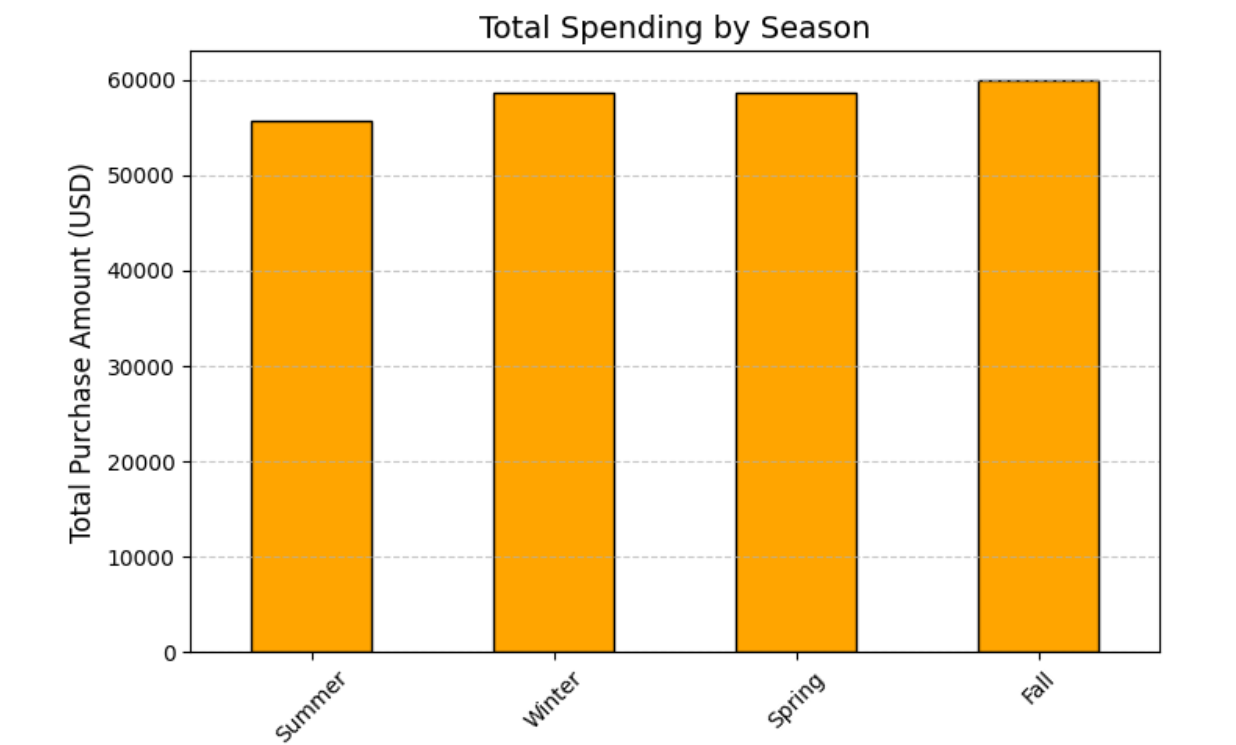 Total Spending by Season
Total Purchase Amount (USD)
60000
50000
40000
30000
20000
10000
0
Summer
Winter
Spring
Fall